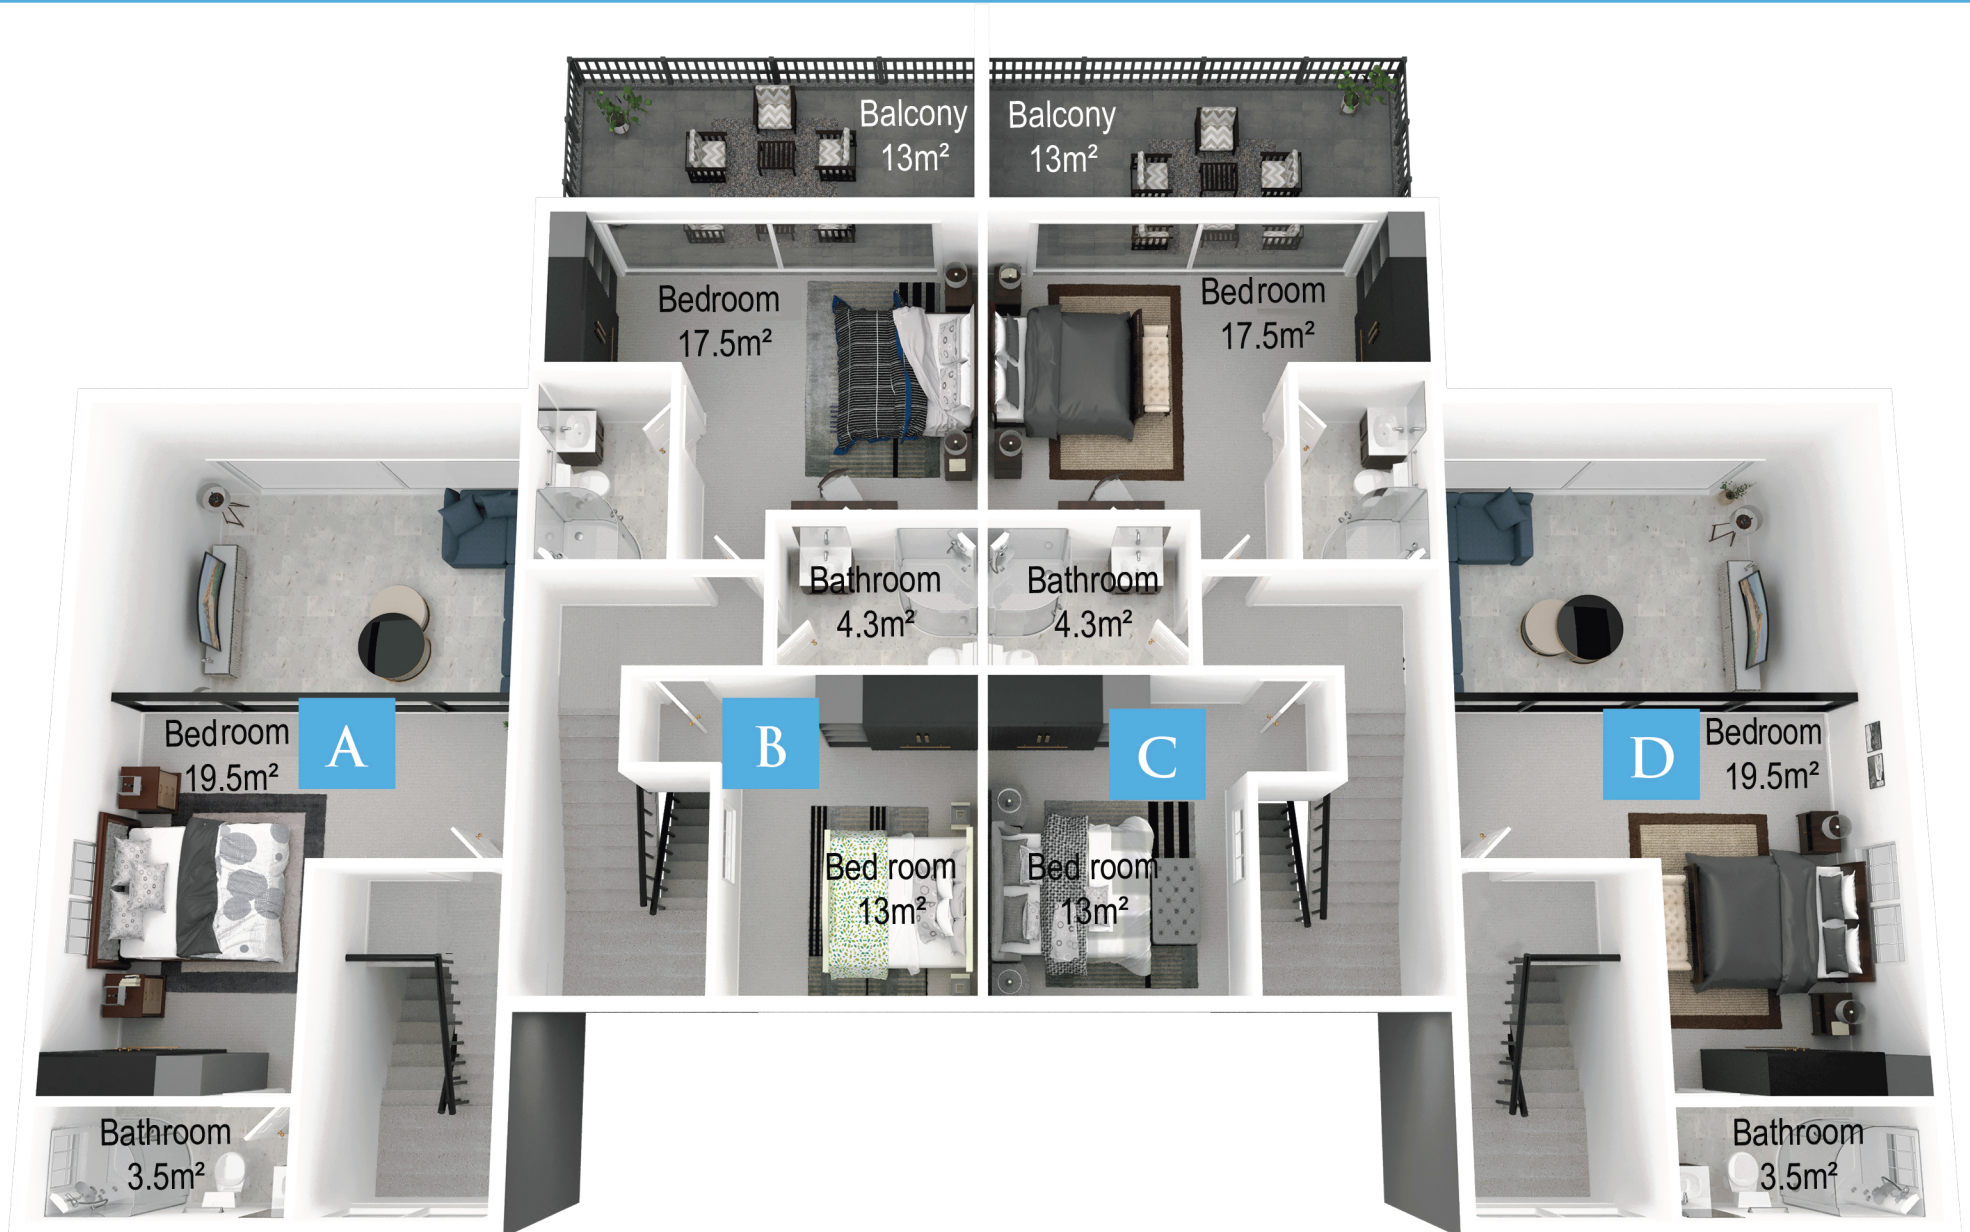 Balcony
13m²
Balcony
13m²
Bedroom
17.5m²
Bedroom
17.5m²
Bathroom
4.3m²
Bathroom
4.3m²
Bedroom
19.5m²
A
B
C
D
Bedroom
19.5m²
Bed room
13m²
Bed room
13m²
Bathroom
3.5m²
Bathroom
3.5m²